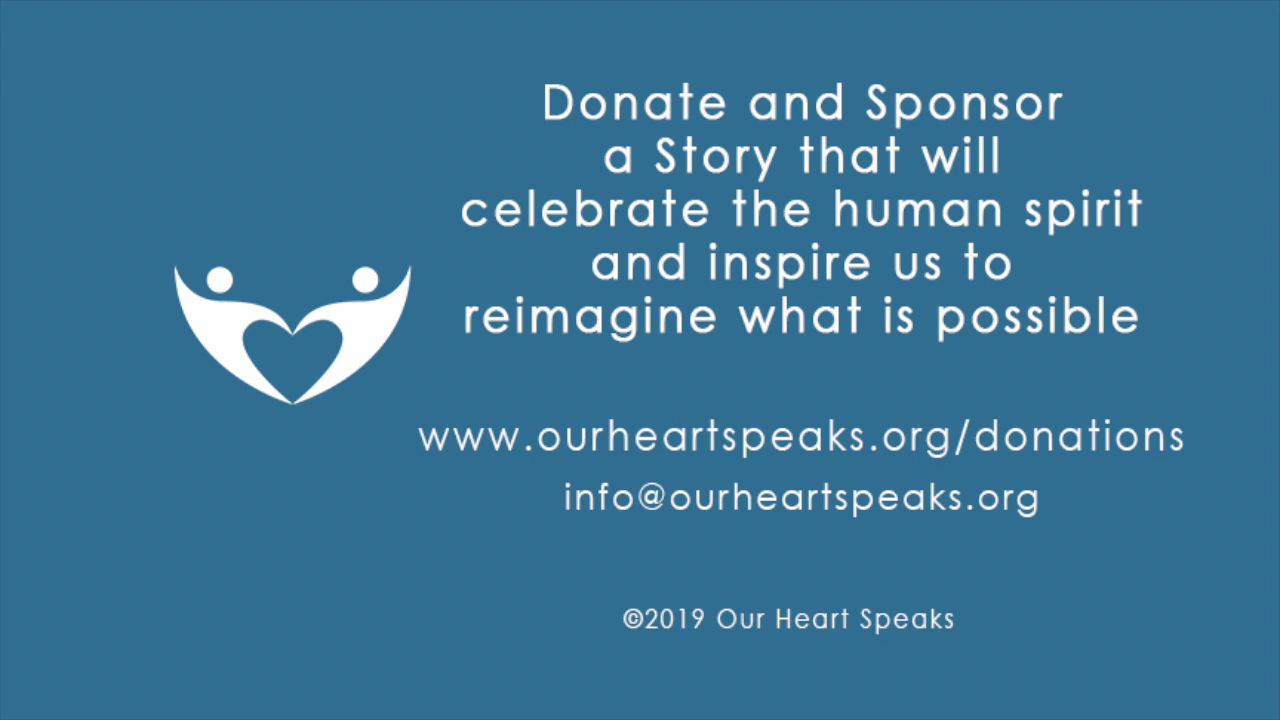 Donate and Sponsor
a Story that will
celebrate the human spirit
and inspire us to
reimagine what is possible
www.ourheartspeaks.org/donations
info@ourheartspeaks.org
©2019 Our Heart Speaks